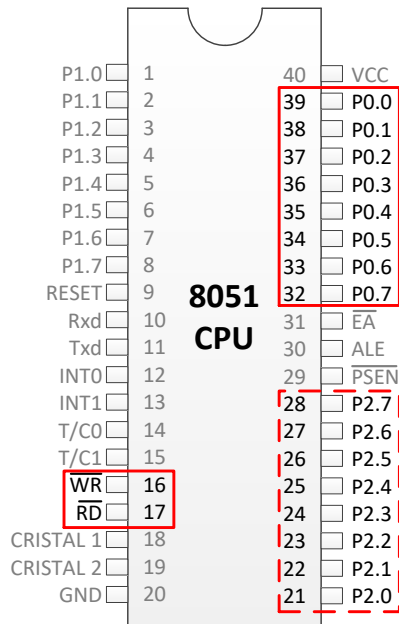 P1.0 1 40 VCC
P1.1 2 39 P0.0
P1.2 3 38 P0.1
P1.3 4 37 P0.2
P1.4 5 36 P0.3
P1.5 6 35 P0.4
P1.6 7 34 P0.5
P1.7 8 33 P0.6
RESET 9 32 P0.7
8051
CPU
Rxd 10 31 EA
Txd 11 30 ALE
INT0 12 29 PSEN
INT1 13 28 P2.7
T/C0 14 27 P2.6
T/C1 15 26 P2.5
WR 16 25 P2.4
RD 17 24 P2.3
CRISTAL 1 18 23 P2.2
CRISTAL 2 19 22 P2.1
GND 20 21 P2.0